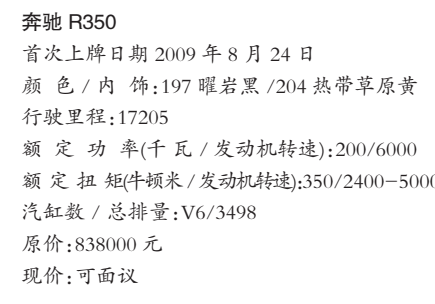 奔驰 R350
首次上牌日期 2009 年 8 月 24 日
颜 色 / 内 饰:197 曜岩黑 /204 热带草原黄
行驶里程:17205
额 定 功 率(千 瓦 / 发动机转速):200/6000
额 定 扭 矩(牛顿米 / 发动机转速):350/2400-5000
汽缸数 / 总排量:V6/3498
原价:838000 元
现价:可面议